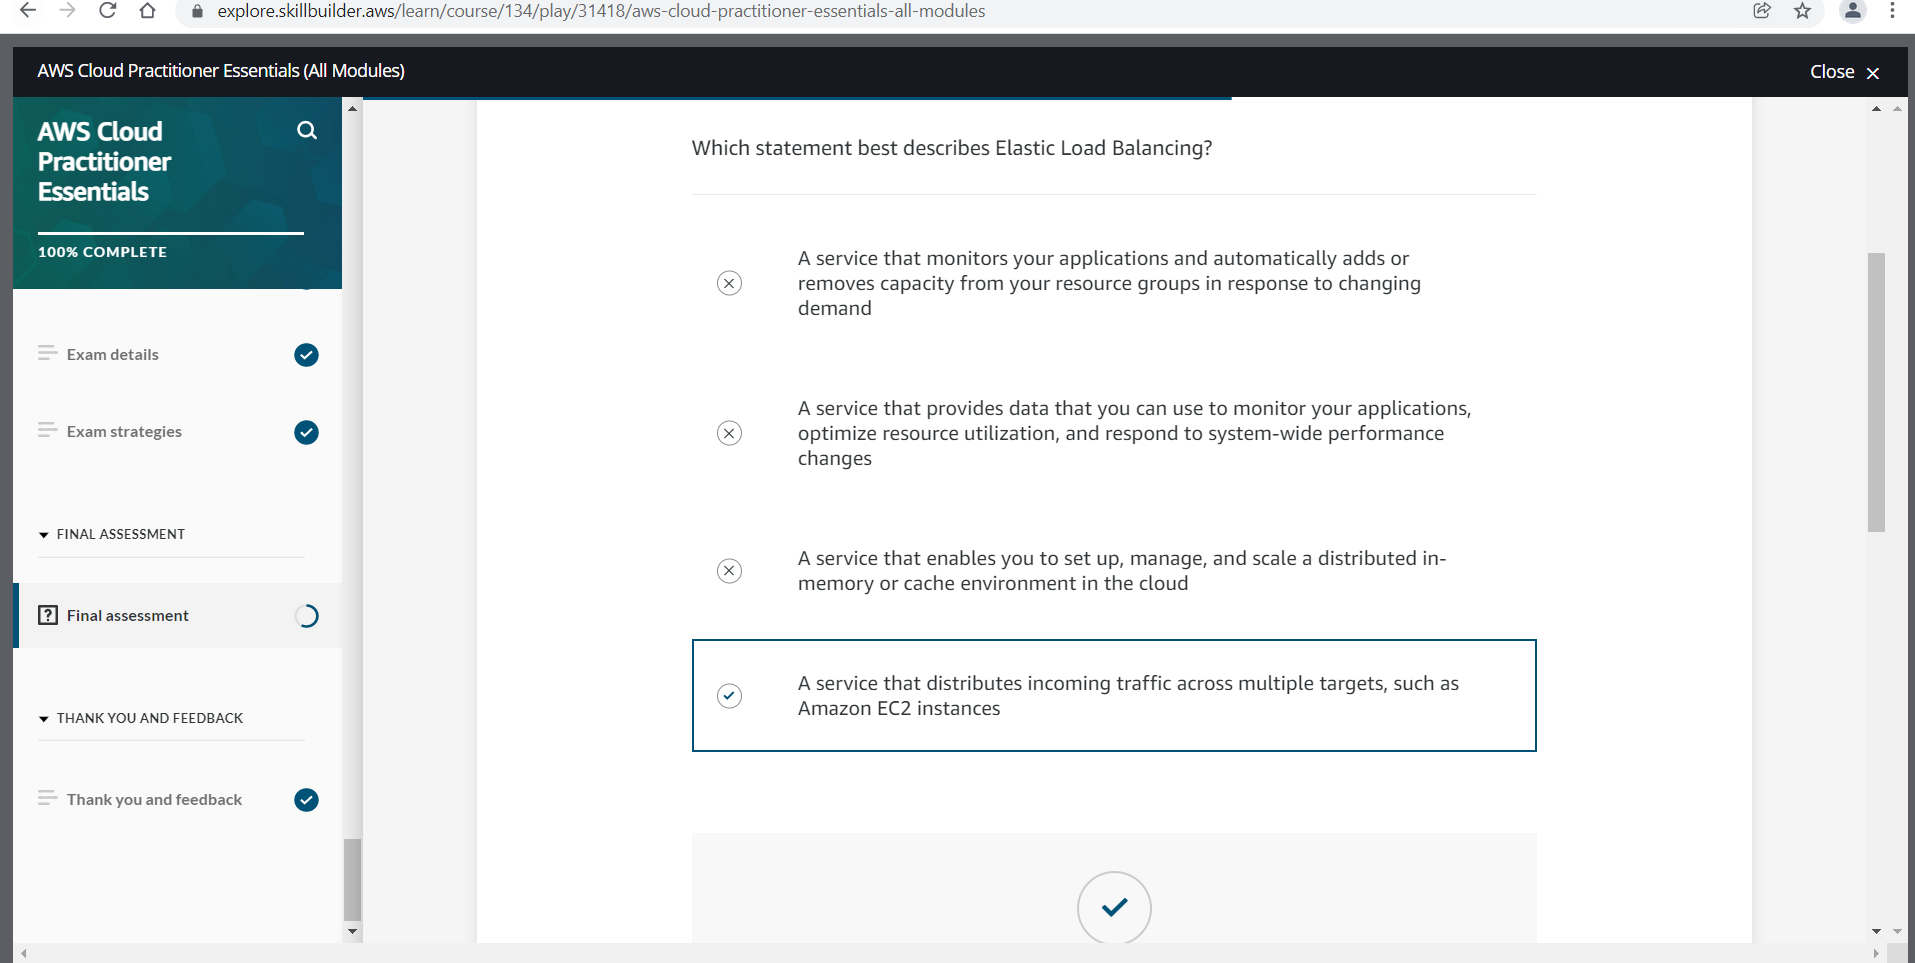 explore.skillbuilder.aws/learn/course/134/play/31418/aws-cloud-practitioner-essentials-all-modules
AWS Cloud Practitioner Essentials (All Modules)
Close
AWS Cloud
Practitioner
Essentials
100% COMPLETE
Exam details
Exam strategies
FINAL ASSESSMENT
Final assessment
THANK YOU AND FEEDBACK
Thank you and feedback
Which statement best describes Elastic Load Balancing?
A service that monitors your applications and automatically adds or
removes capacity from your resource groups in response to changing
demand
A service that provides data that you can use to monitor your applications,
optimize resource utilization, and respond to system-wide performance
changes
A service that enables you to set up, manage, and scale a distributed in-
memory or cache environment in the cloud
A service that distributes incoming traffic across multiple targets, such as
Amazon EC2 instances